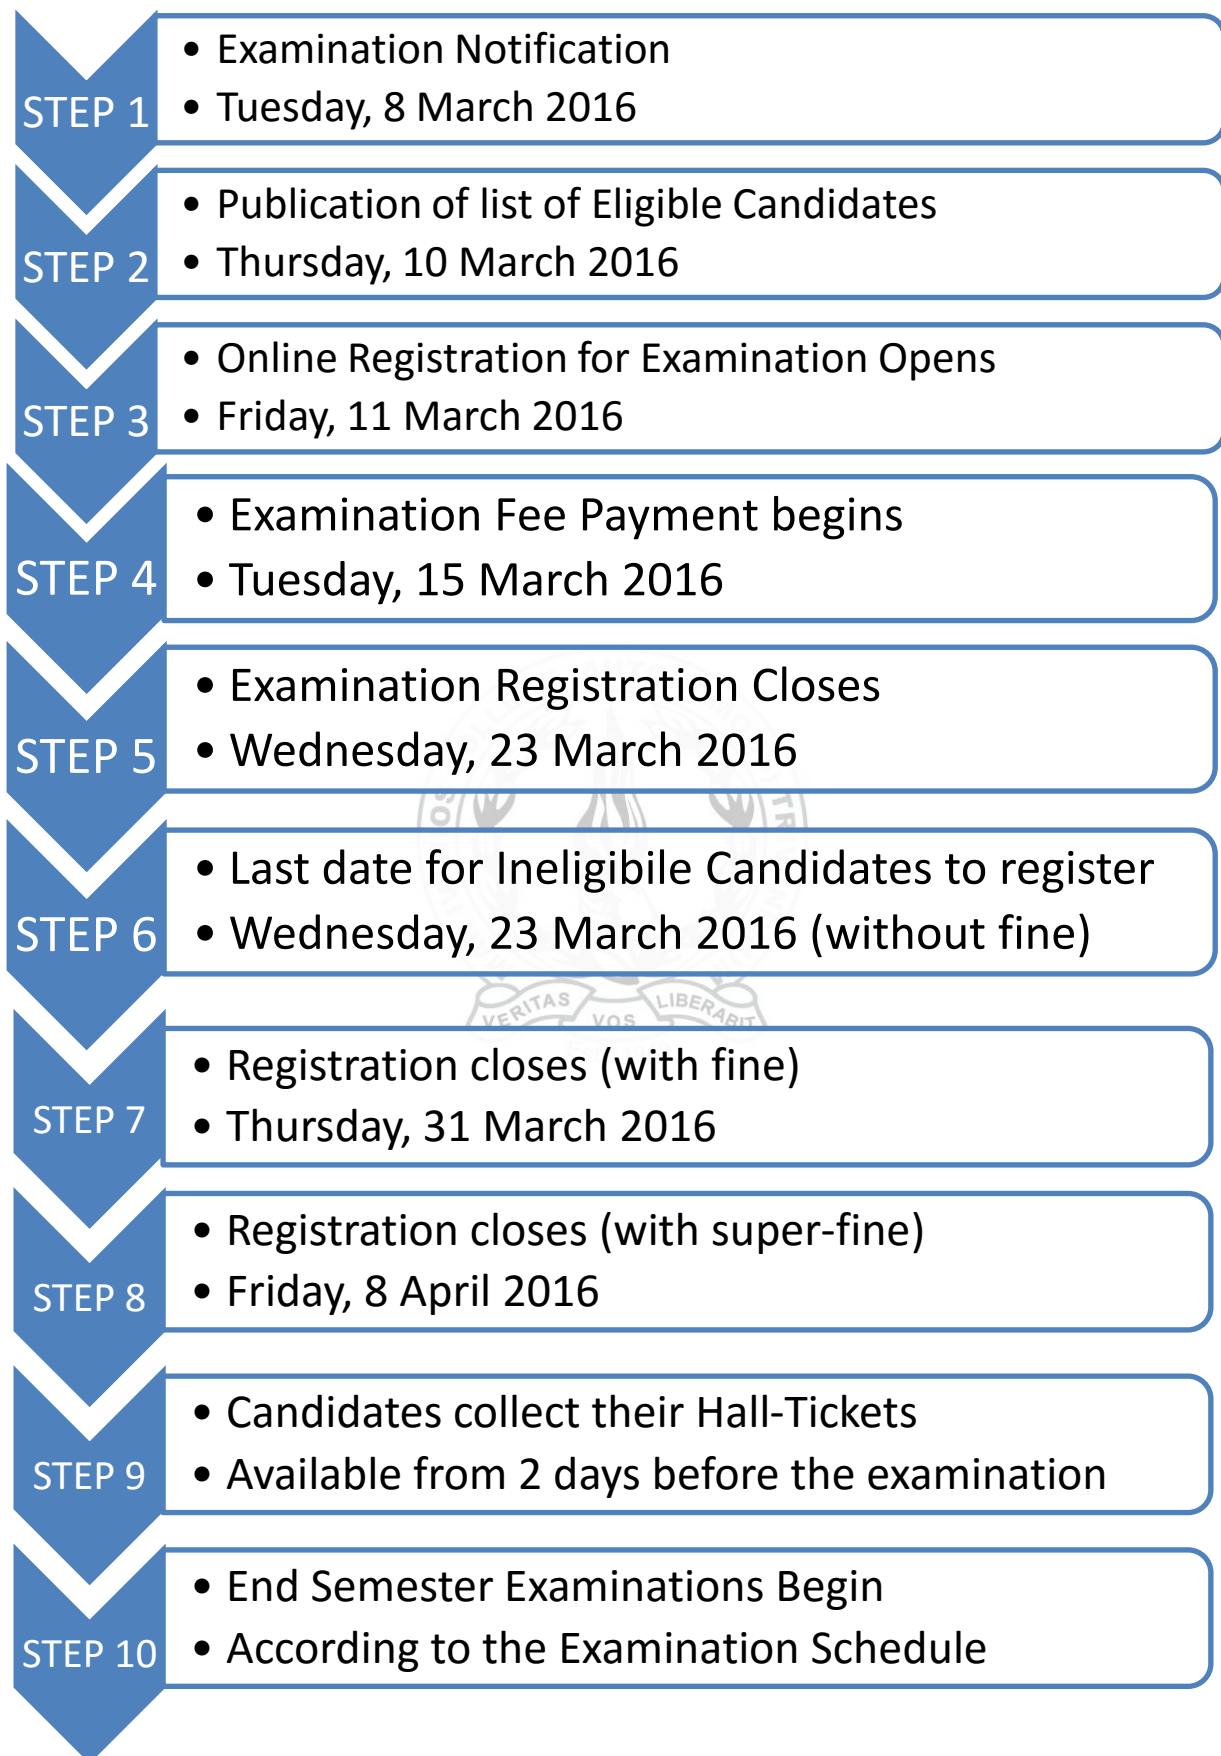 STEP 1
• Examination Notification
• Tuesday, 8 March 2016
STEP 2
• Publication of list of Eligible Candidates
• Thursday, 10 March 2016
STEP 3
• Online Registration for Examination Opens
• Friday, 11 March 2016
STEP 4
• Examination Fee Payment begins
• Tuesday, 15 March 2016
STEP 5
• Examination Registration Closes
• Wednesday, 23 March 2016
STEP 6
• Last date for Ineligibile Candidates to register
• Wednesday, 23 March 2016 (without fine)
VERITAS VOS LIBERABIT
STEP 7
• Registration closes (with fine)
• Thursday, 31 March 2016
STEP 8
• Registration closes (with super-fine)
• Friday, 8 April 2016
STEP 9
• Candidates collect their Hall-Tickets
• Available from 2 days before the examination
STEP 10
• End Semester Examinations Begin
• According to the Examination Schedule